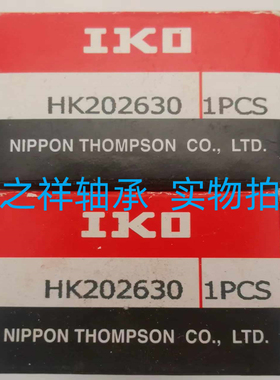 IKO
HK202630 1PCS
NIPPON THOMPSON CO., LTD.
之祥轴承 实物拍
IKO
HK202630 1PCS
NIPPON THOMPSON CO., LTD.